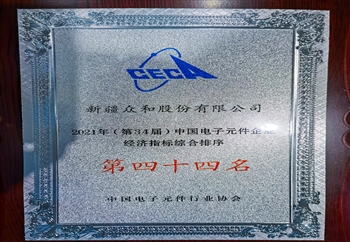 CECA
新疆众和股份有限公司
2021年（第34届）中国电子元件企业
经济指标综合排序
第四十四名
中国电子元件行业协会